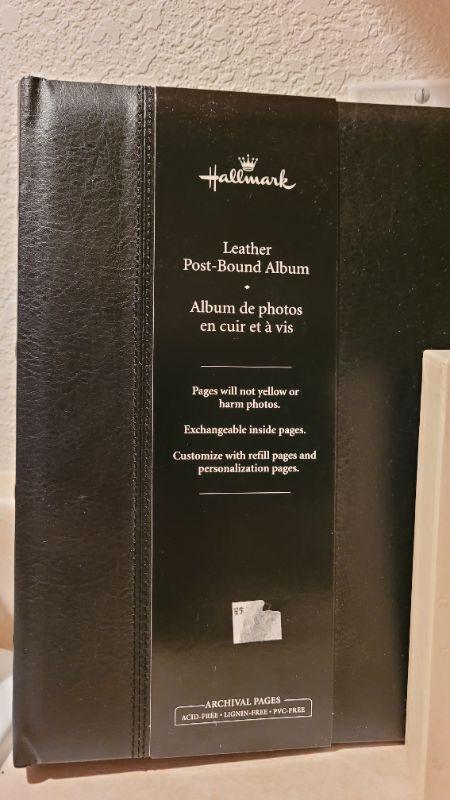 Hallmark
Leather
Post-Bound Album
Album de photos
en cuir et à vis
Pages will not yellow or
harm photos.
Exchangeable inside pages.
Customize with refill pages and
personalization pages.
ARCHIVAL PAGES
ACID-FREE • LIGNIN-FREE • PVC-FREE